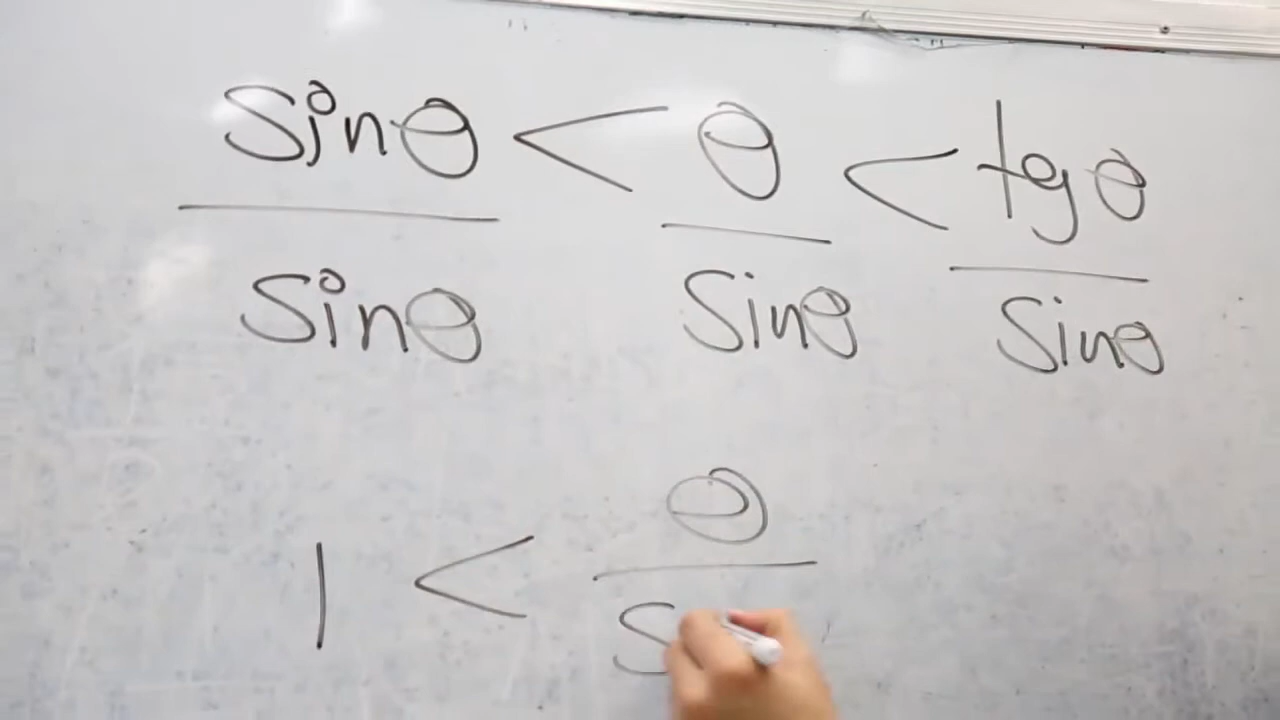 sinθ < θ < tgθ
sinθ sinθ sinθ
1 < θ
s